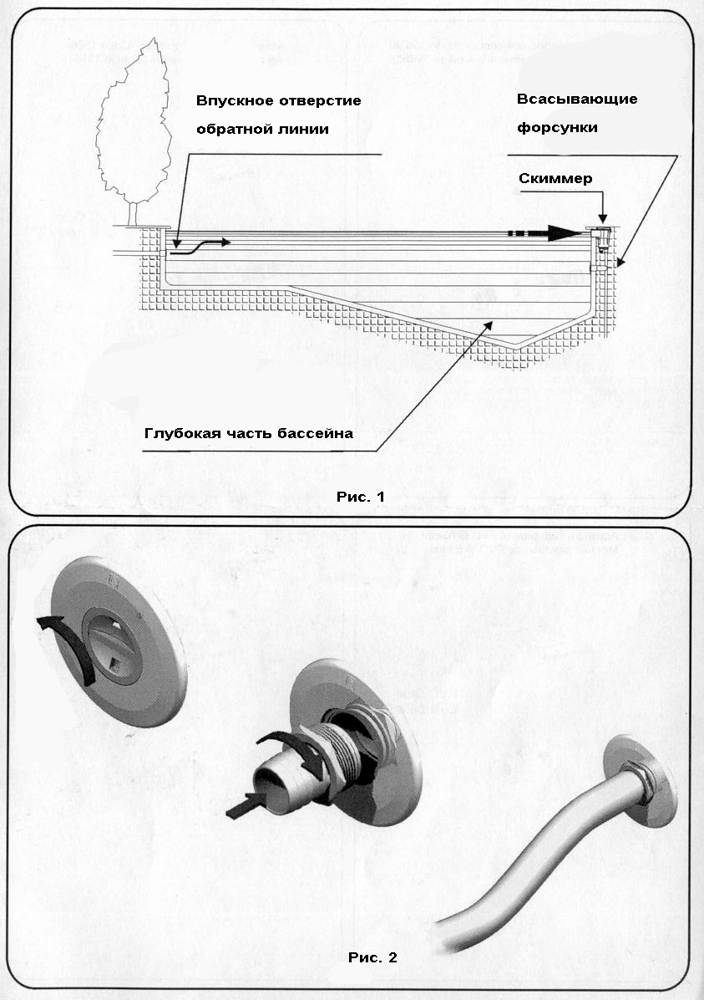 Впускное отверстие
обратной линии
Всасывающие
форсунки
Скиммер
Глубокая часть бассейна
Рис. 1
Рис. 2